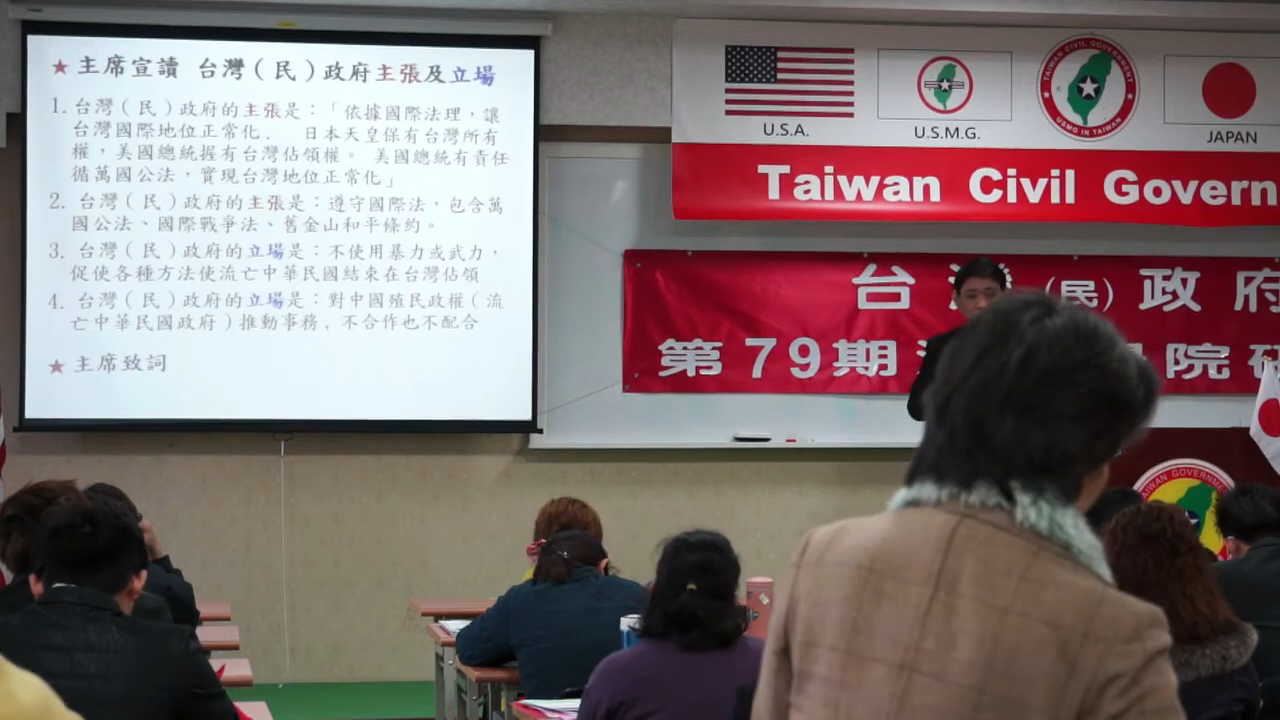 ★ 主席宣讀 台灣(民)政府主張及立場
1. 台灣(民)政府的主張是:「依據國際法理,讓
台灣國際地位正常化. 日本天皇保有台灣所有
權,美國總統握有台灣佔領權。 美國總統有責任
循萬國公法,實現台灣地位正常化」
2. 台灣(民)政府的主張是:遵守國際法,包含萬
國公法、國際戰爭法、舊金山和平條約。
3. 台灣(民)政府的立場是:不使用暴力或武力,
促使各種方法使流亡中華民國結束在台灣佔領
4. 台灣(民)政府的立場是:對中國殖民政權(流
亡中華民國政府)推動事務, 不合作也不配合
★ 主席致詞
U.S.A.
U.S.M.G.
TAIWAN CIVIL GOVERNMENT
USMG IN TAIWAN
JAPAN
Taiwan Civil Govern
台 (民) 政府
第79期 院
TAIWAN GOVERNMENT